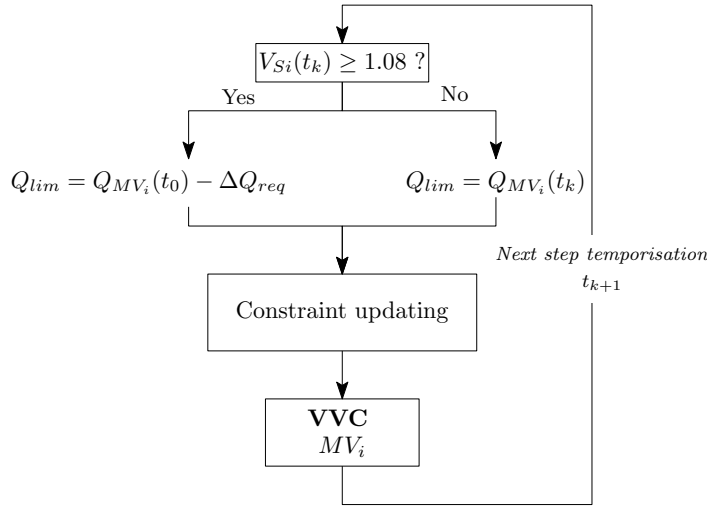 V_{Si}(t_k) ≥ 1.08 ?
Yes
No
Q_{lim} = Q_{MV_i}(t_0) − ΔQ_{req}
Q_{lim} = Q_{MV_i}(t_k)
Next step temporisation
t_{k+1}
Constraint updating
VVC
MV_i